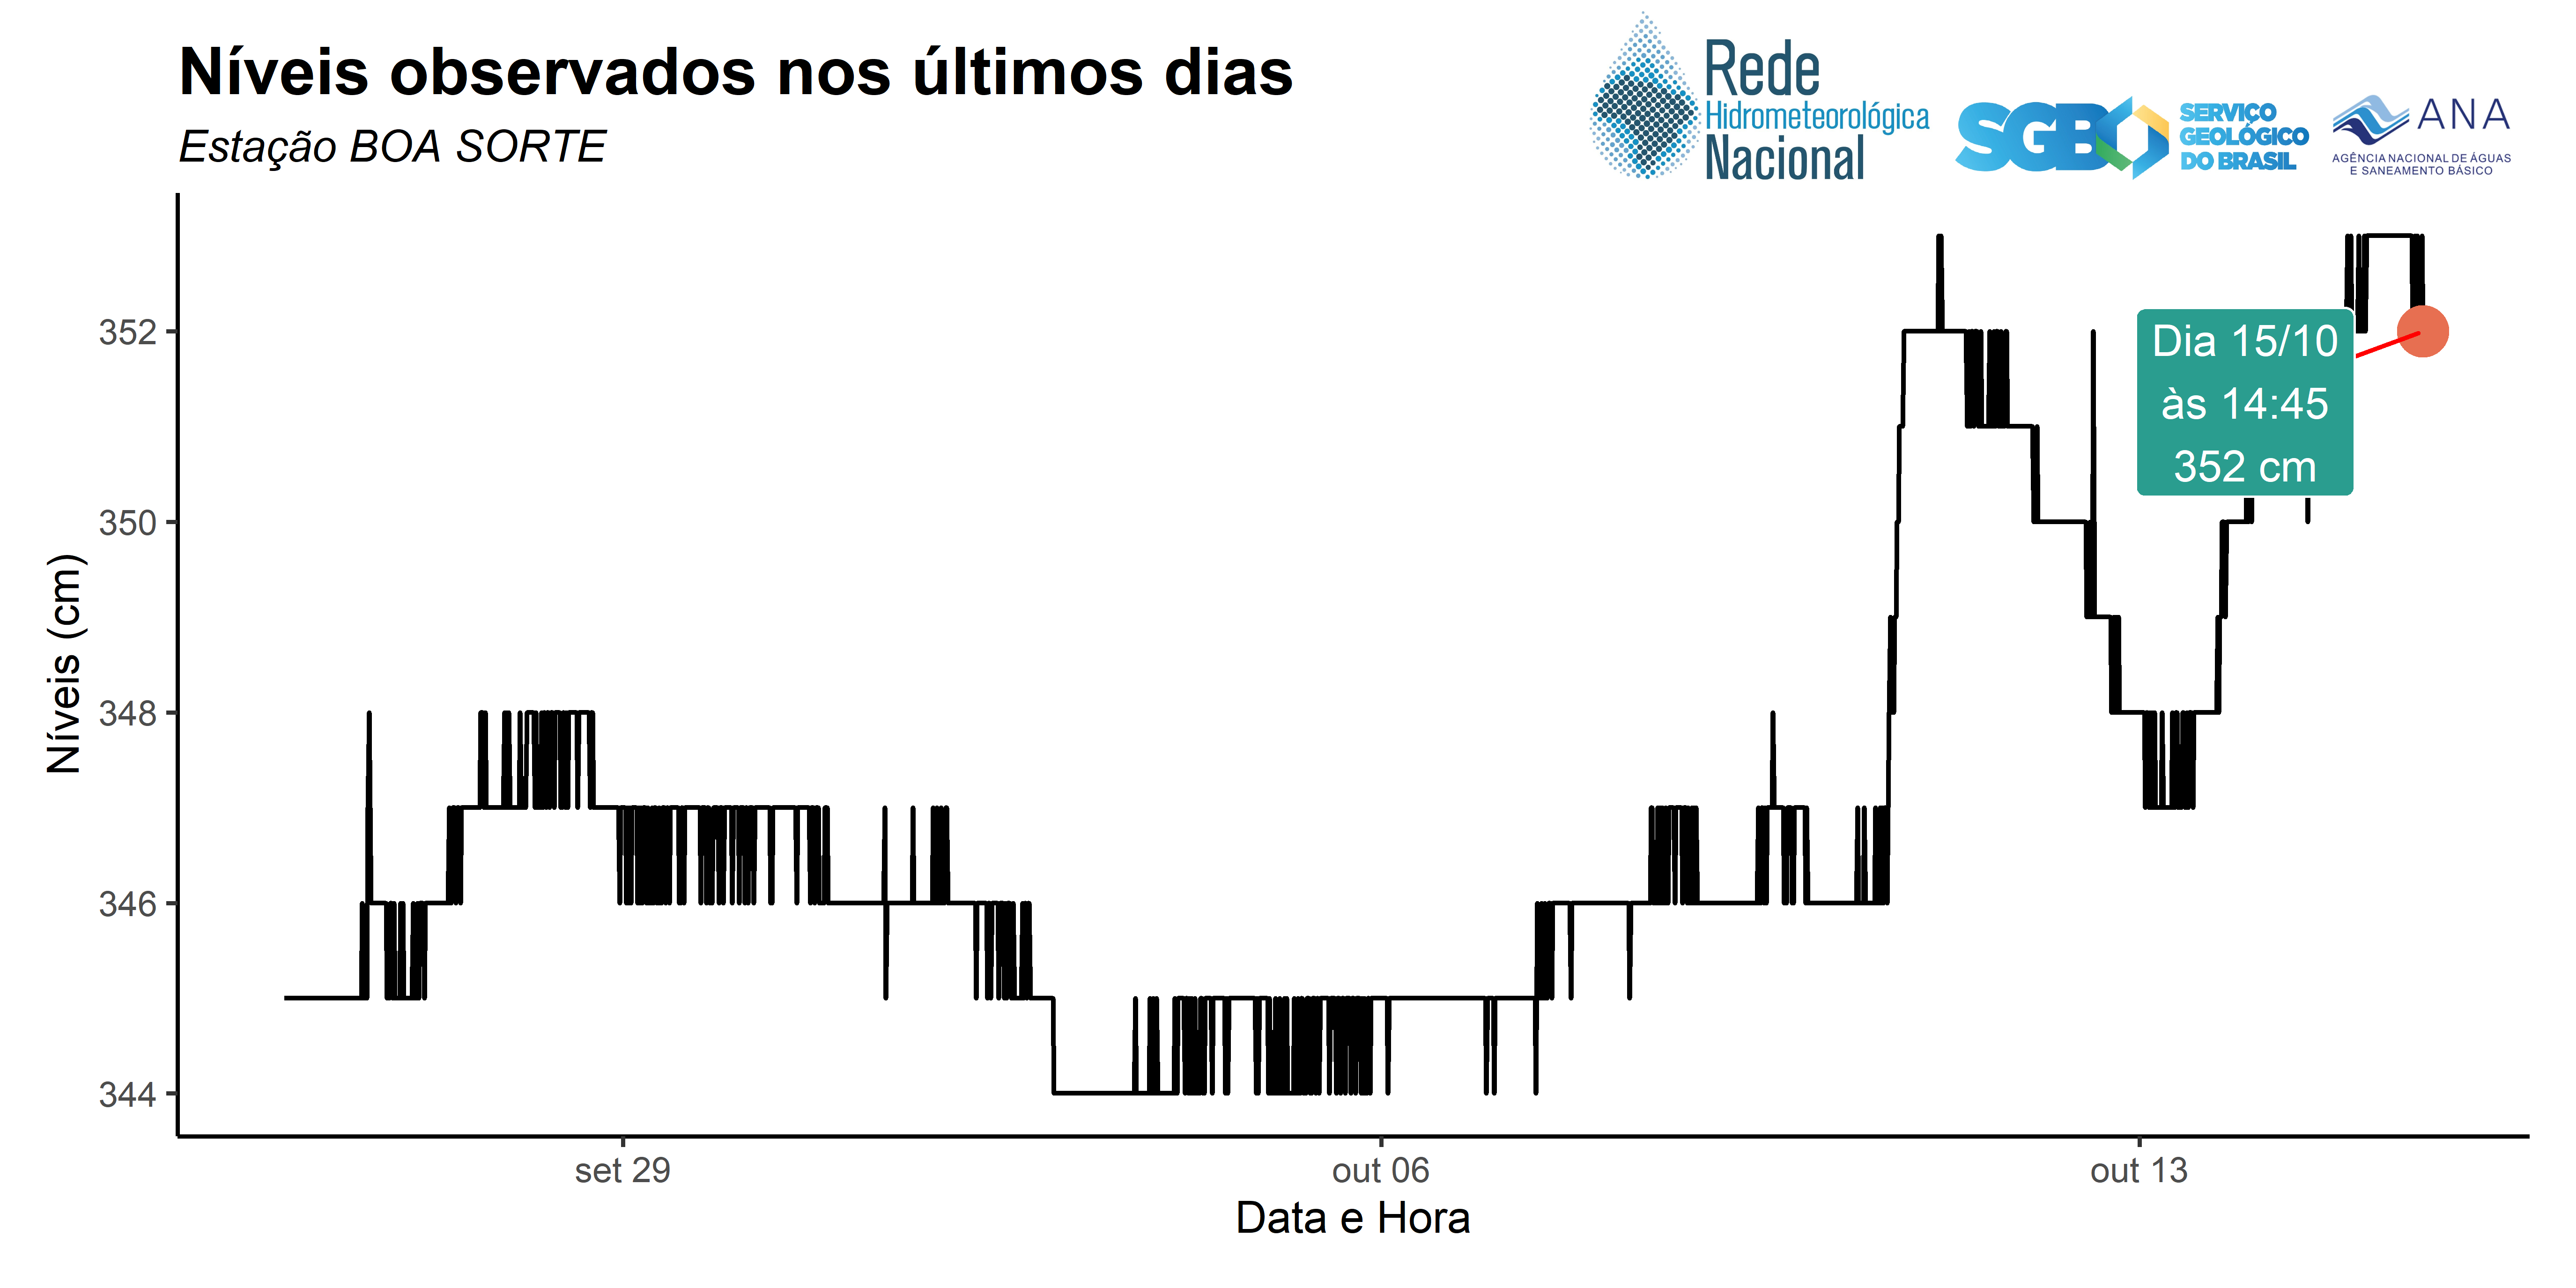 Níveis observados nos últimos dias
Estação BOA SORTE
Rede
Hidrometeorológica
Nacional
SGB
SERVIÇO
GEOLÓGICO
DO BRASIL
ANA
AGÊNCIA NACIONAL DE ÁGUAS
E SANEAMENTO BÁSICO
Níveis (cm)
352
350
348
346
344
Dia 15/10
às 14:45
352 cm
set 29
out 06
out 13
Data e Hora